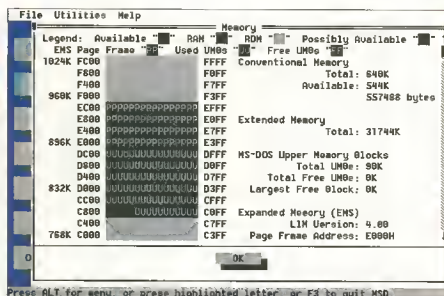 File Utilities Help
Memory
Legend: Available " " RAM " " ROM " " Possibly Available " "
EMS Page Frame "PP" Used UMBs "UU" Free UMBs "FF"
1024K FC00 FFFF Conventional Memory
F800 FBFF Total: 640K
F400 F7FF Available: 544K
960K F000 F3FF 557488 bytes
EC00 PPPPPPPPPPPPPPPP EFFF
E800 PPPPPPPPPPPPPPPP EBFF Extended Memory
E400 PPPPPPPPPPPPPPPP E7FF Total: 31744K
896K E000 PPPPPPPPPPPPPPPP E3FF
DC00 UUUUUUUUUUUUUUUU DFFF MS-DOS Upper Memory Blocks
D800 UUUUUUUUUUUUUUUU DBFF Total UMBs: 90K
D400 UUUUUUUUUUUUUUUU D7FF Total Free UMBs: 0K
832K D000 UUUUUUUUUUUUUUUU D3FF Largest Free Block: 0K
CC00 UUUUUUUUUUUUUUUU CFFF
C800 UUUUUUUUUUU CBFF Expanded Memory (EMS)
C400 C7FF LIM Version: 4.00
768K C000 C3FF Page Frame Address: E000H
OK
Press ALT for menu, or press highlighted letter, or F3 to quit MSD.